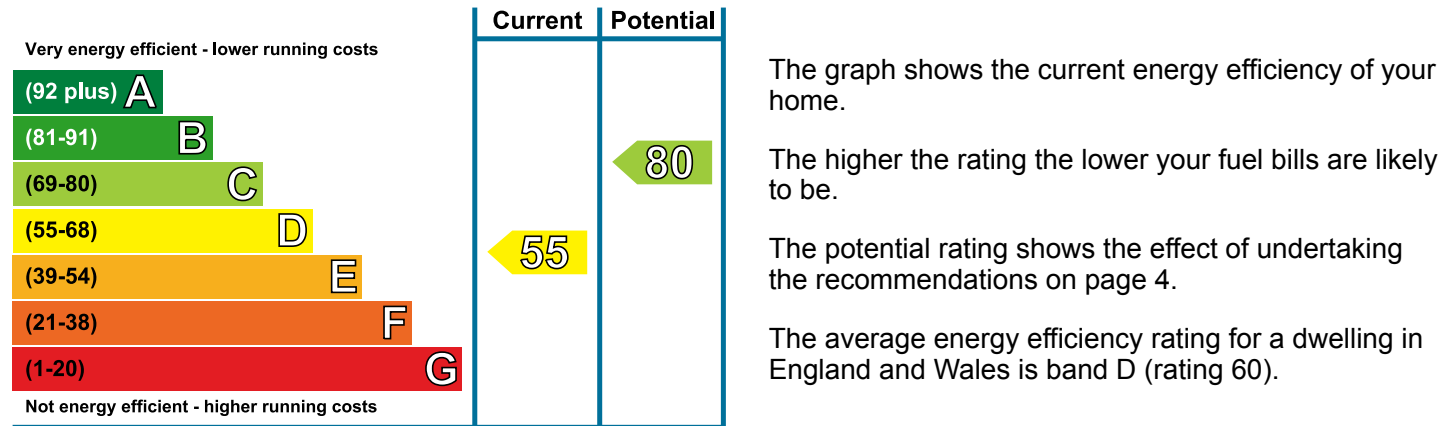 Current Potential
Very energy efficient - lower running costs
(92 plus) A
(81-91) B
(69-80) C
(55-68) D
(39-54) E
(21-38) F
(1-20) G
Not energy efficient - higher running costs
80
55
The graph shows the current energy efficiency of your
home.
The higher the rating the lower your fuel bills are likely
to be.
The potential rating shows the effect of undertaking
the recommendations on page 4.
The average energy efficiency rating for a dwelling in
England and Wales is band D (rating 60).